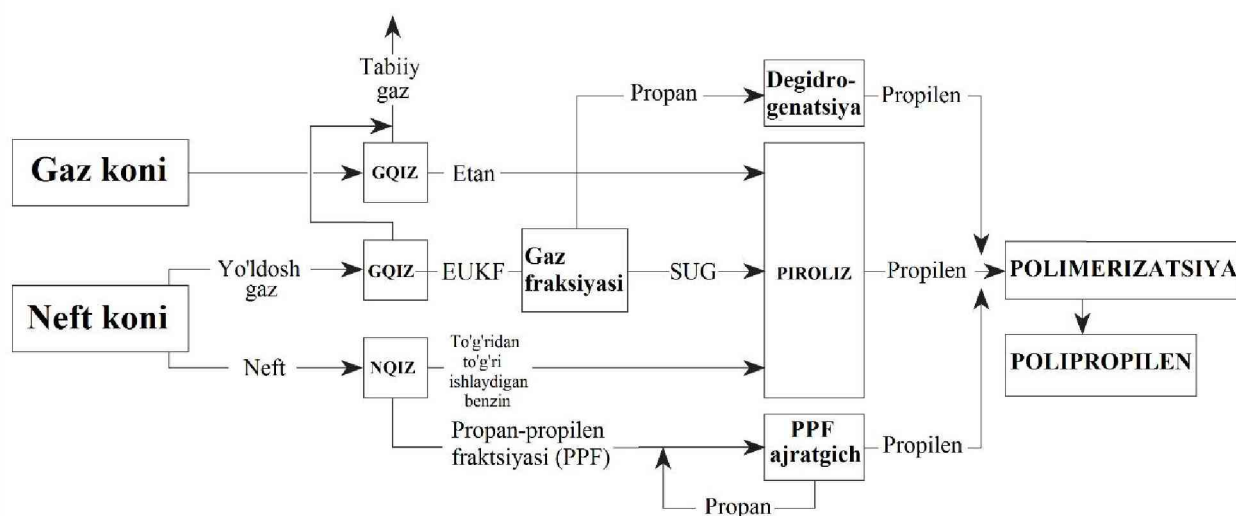 Tabiiy
gaz
Propan
Degidro-
genatsiya
Propilen
Gaz koni
GQIZ
Etan
Yo'ldosh
gaz
GQIZ
EUKF
Gaz
fraksiyasi
SUG
PIROLIZ
Propilen
POLIMERIZATSIYA
Neft koni
Neft
NQIZ
To'g'ridan
to'g'ri
ishlaydigan
benzin
POLIPROPILEN
Propan-propilen
fraktsiyasi (PPF)
PPF
ajratgich
Propilen
Propan